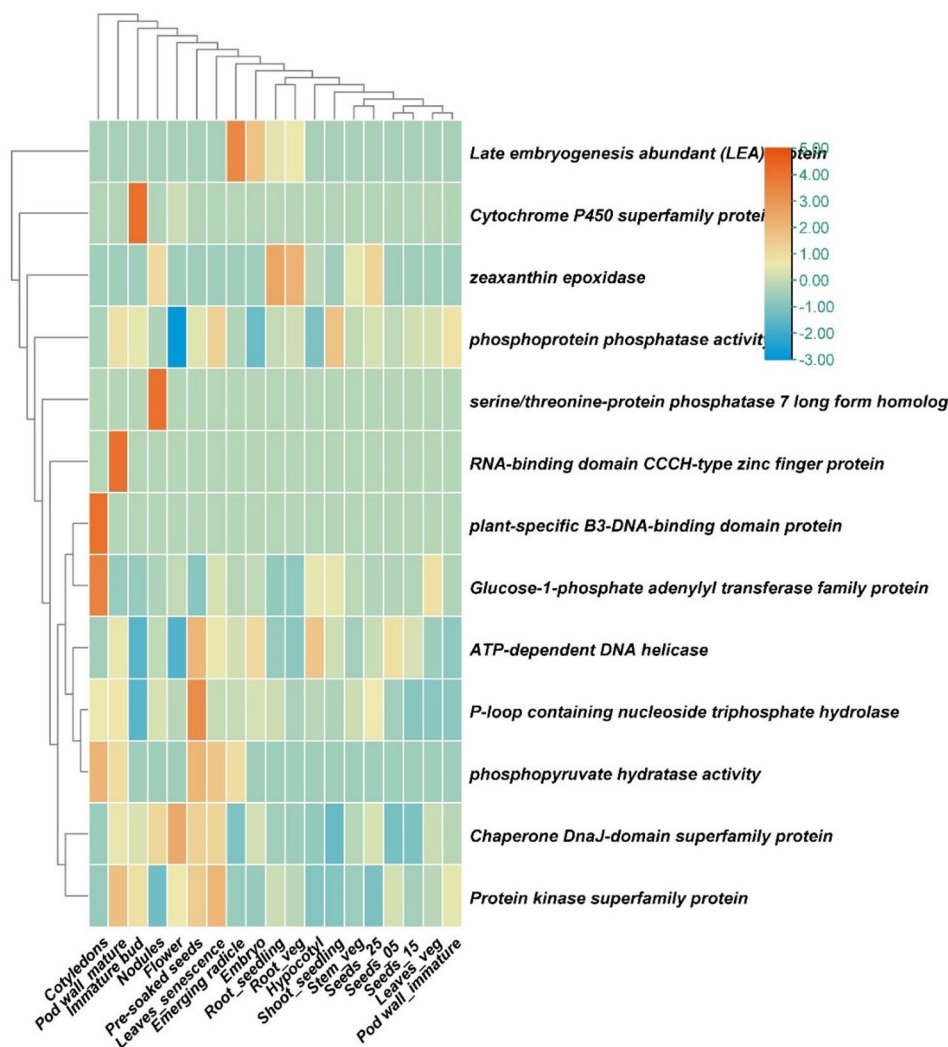 Late embryogenesis abundant (LEA) protein
5.00
4.00
Cytochrome P450 superfamily protein
3.00
2.00
zeaxanthin epoxidase
1.00
0.00
-1.00
phosphoprotein phosphatase activity
-2.00
-3.00
serine/threonine-protein phosphatase 7 long form homolog
RNA-binding domain CCCH-type zinc finger protein
plant-specific B3-DNA-binding domain protein
Glucose-1-phosphate adenylyl transferase family protein
ATP-dependent DNA helicase
P-loop containing nucleoside triphosphate hydrolase
phosphopyruvate hydratase activity
Chaperone DnaJ-domain superfamily protein
Protein kinase superfamily protein
Cotyledons
Pod wall_mature
Immature bud
Nodules
Flower
Pre-soaked seeds
Leaves_senescence
Emerging radicle
Embryo
Root_seedling
Root_veg
Hypocotyl
Shoot_seedling
Stem_veg
Seeds_25
Seeds_05
Seeds_15
Leaves_veg
Pod wall_immature